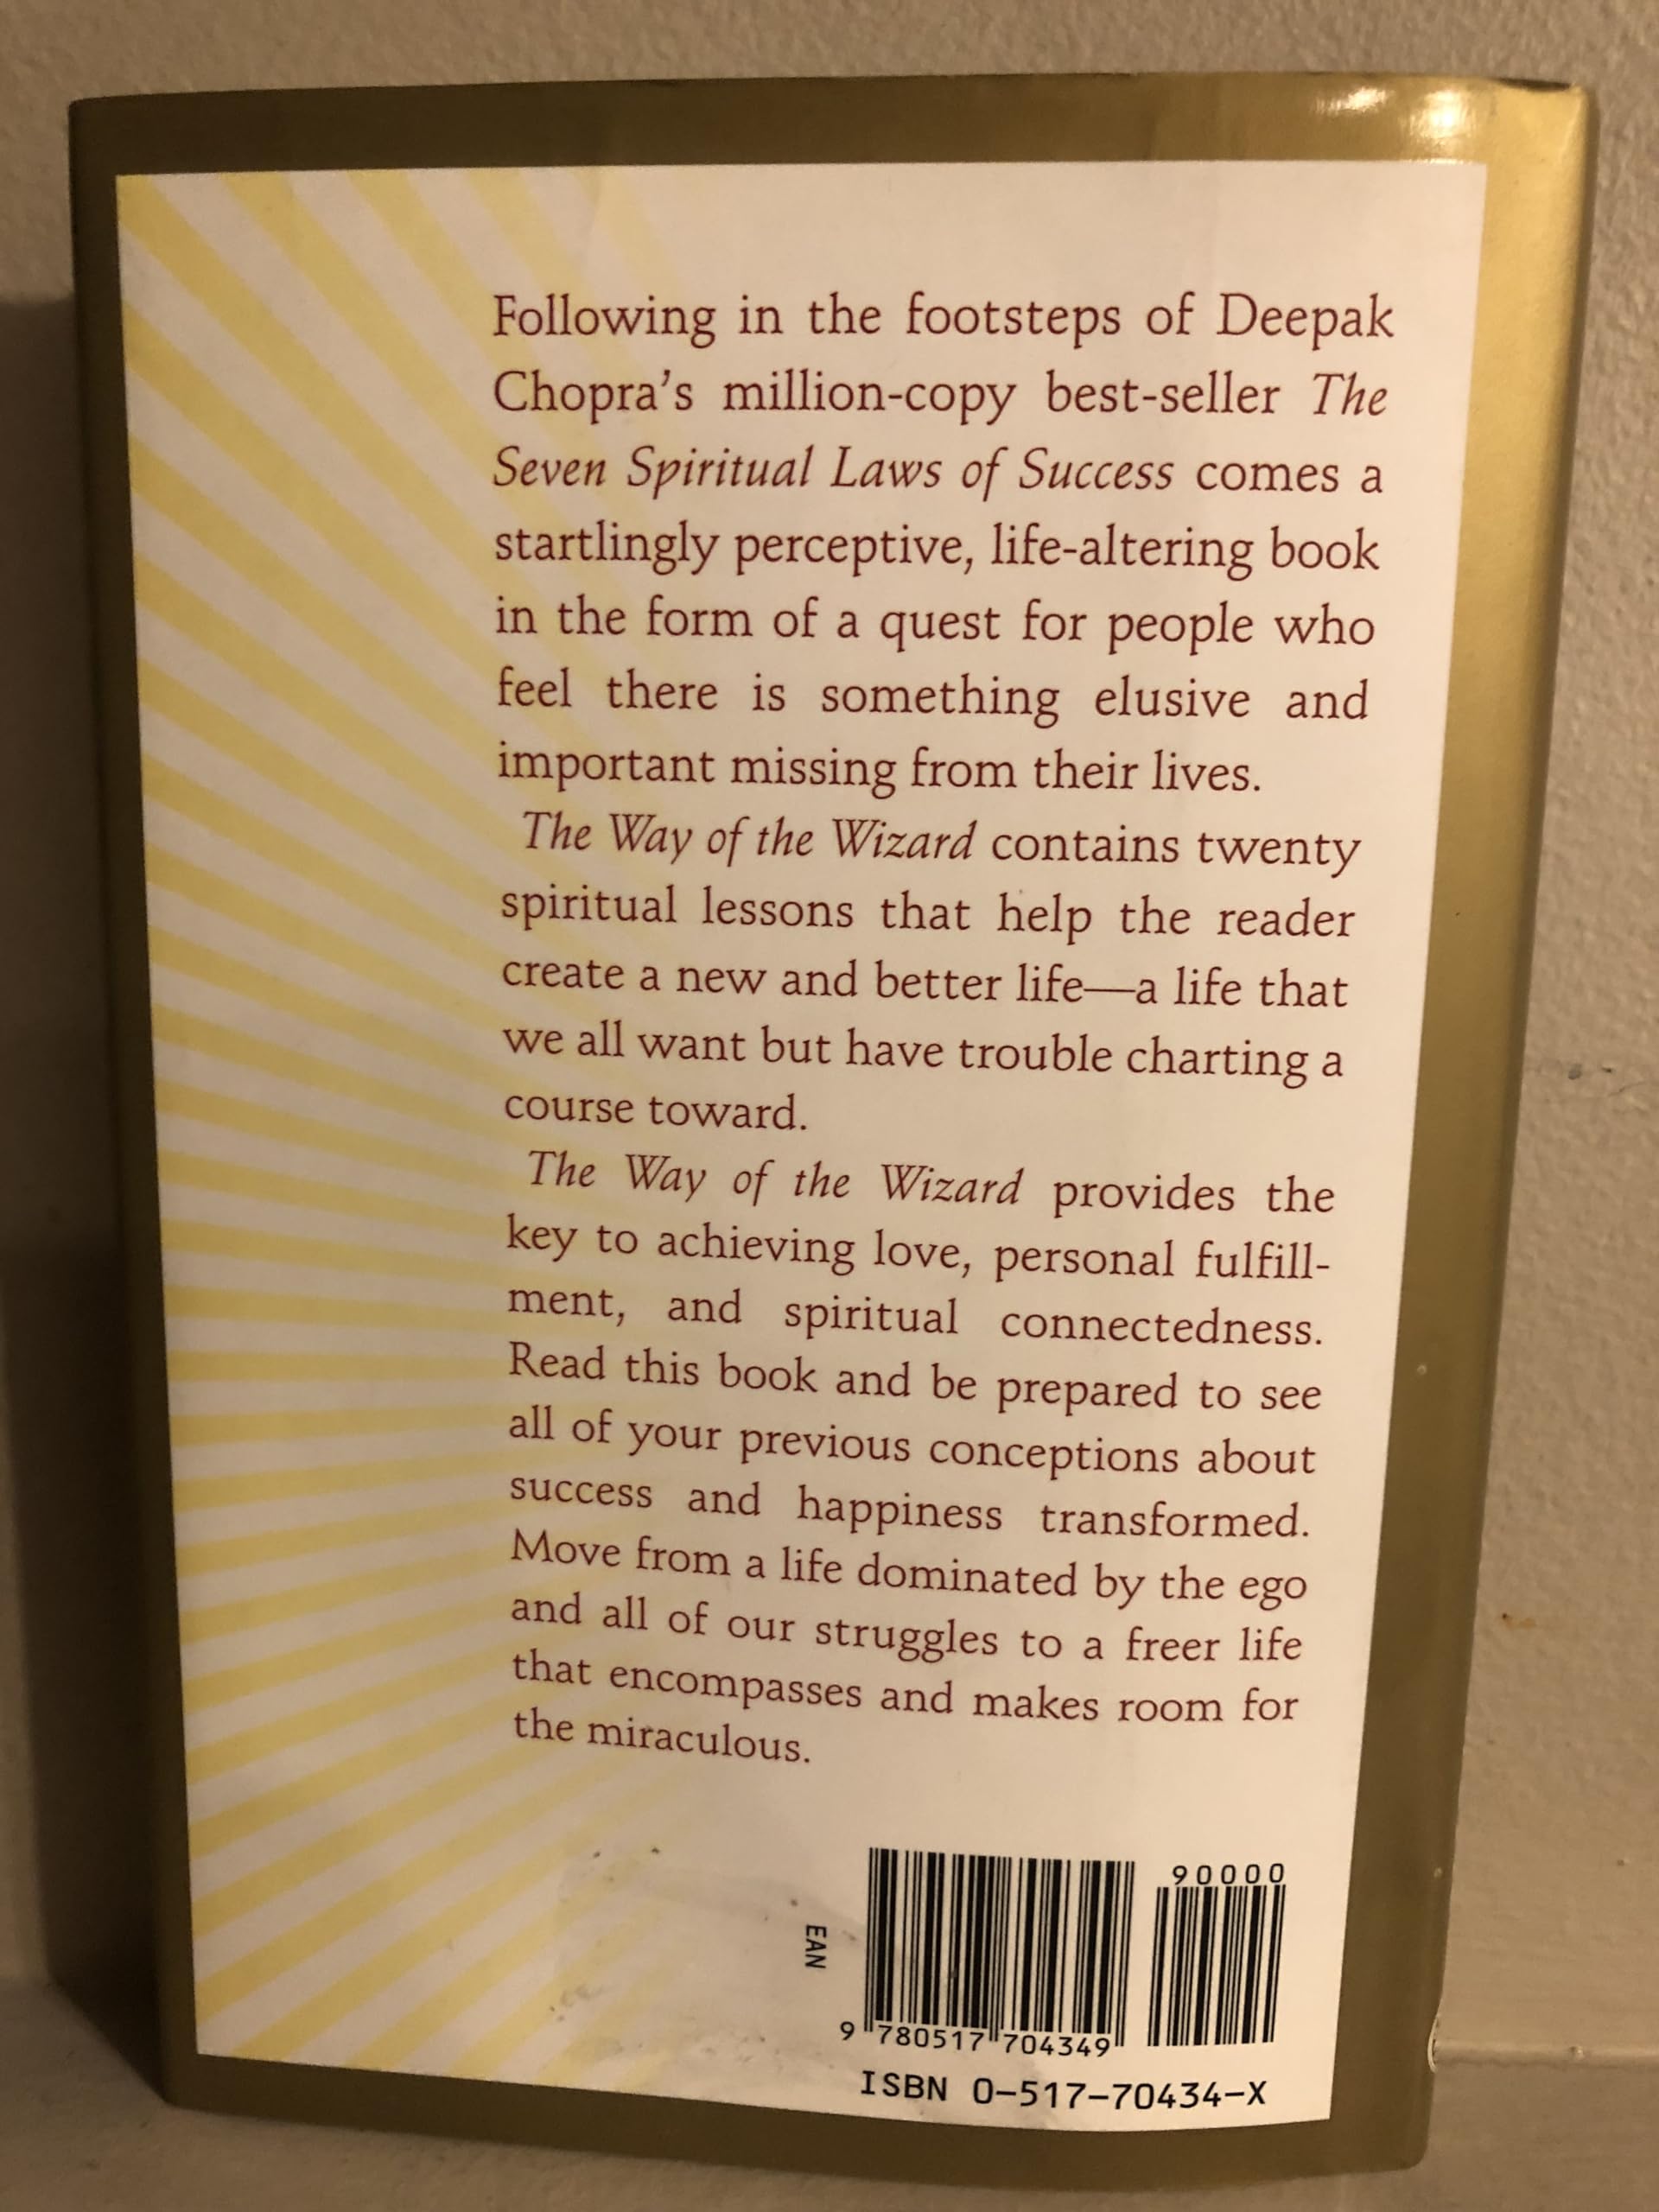 Following in the footsteps of Deepak
Chopra's million-copy best-seller The
Seven Spiritual Laws of Success comes a
startlingly perceptive, life-altering book
in the form of a quest for people who
feel there is something elusive and
important missing from their lives.
The Way of the Wizard contains twenty
spiritual lessons that help the reader
create a new and better life—a life that
we all want but have trouble charting a
course toward.
The Way of the Wizard provides the
key to achieving love, personal fulfill-
ment, and spiritual connectedness.
Read this book and be prepared to see
all of your previous conceptions about
success and happiness transformed.
Move from a life dominated by the ego
and all of our struggles to a freer life
that encompasses and makes room for
the miraculous.
90000
EAN
9 780517 704349
ISBN 0-517-70434-X